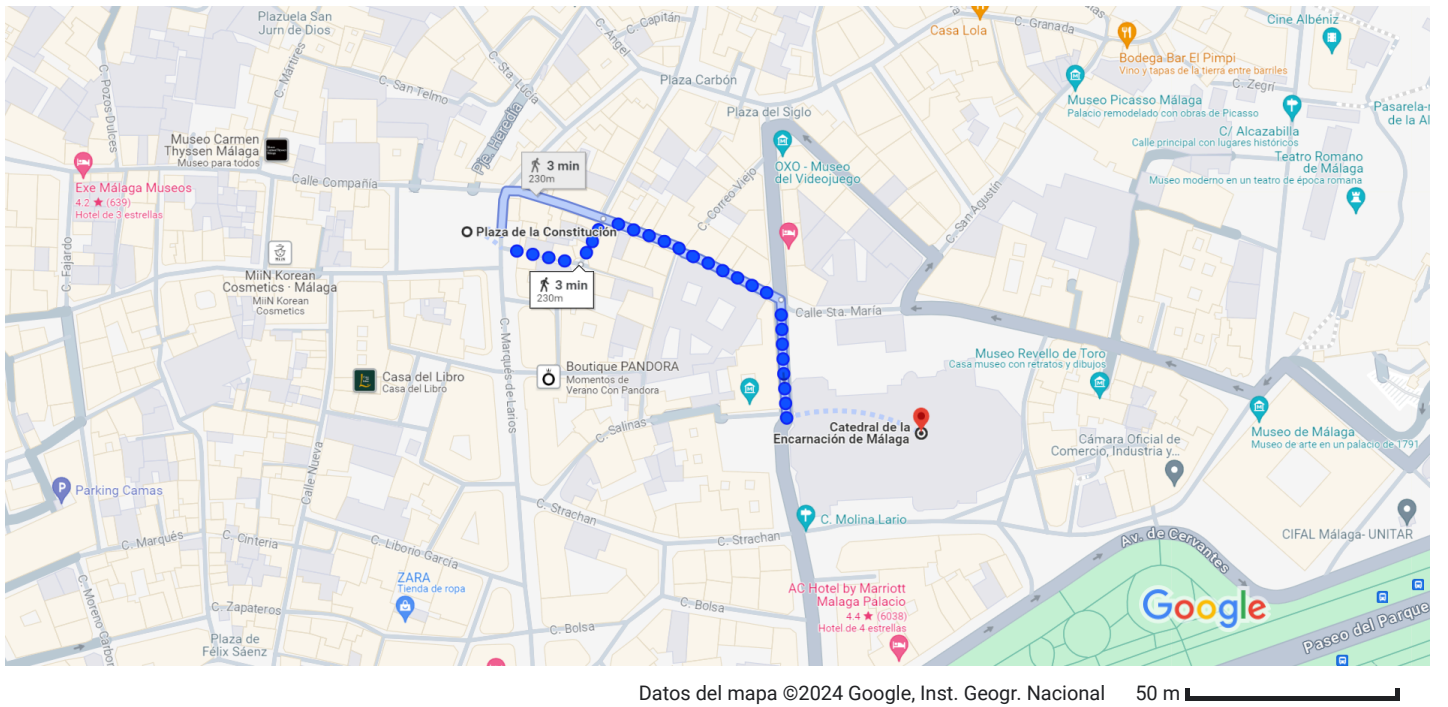 Plazuela San
Jurn de Dios
C. Mártires
C. Sta. Lucía
C. Ángel
C. Capitán
Casa Lola
C. Granada
Cine Albéniz
Bodega Bar El Pimpi
Vino y tapas de la tierra entre barriles
C. Pozos Dulces
C. San Telmo
Pje. Heredia
Plaza Carbón
Plaza del Siglo
Museo Picasso Málaga
Palacio remodelado con obras de Picasso
C. Zegrí
Pasarela-
de la Al
C/ Alcazabilla
Calle principal con lugares históricos
Museo Carmen
Thyssen Málaga
Museo para todos
Calle Compañía
3 min
230m
C. Correo Viejo
OXO - Museo
del Videojuego
C. San Agustín
Teatro Romano
de Málaga
Museo moderno en un teatro de época romana
Exe Málaga Museos
4.2 ★ (639)
Hotel de 3 estrellas
C. Fajardo
Plaza de la Constitución
MiiN Korean
Cosmetics · Málaga
MiiN Korean
Cosmetics
3 min
230m
Calle Sta. María
C. Marqués de Larios
Boutique PANDORA
Momentos de
Verano Con Pandora
Museo Revello de Toro
Casa museo con retratos y dibujos
Casa del Libro
Casa del Libro
C. Salinas
Catedral de la
Encarnación de Málaga
Cámara Oficial de
Comercio, Industria y...
Museo de Málaga
Museo de arte en un palacio de 1791
Calle Nueva
Parking Camas
C. Strachan
C. Molina Lario
C. Strachan
Av. de Cervantes
CIFAL Málaga- UNITAR
C. Marqués
C. Cintería
C. Liborio García
ZARA
Tienda de ropa
C. Moreno Carbon
C. Zapateros
Plaza de
Félix Sáenz
C. Bolsa
C. Bolsa
AC Hotel by Marriott
Malaga Palacio
4.4 ★ (6038)
Hotel de 4 estrellas
Google
Paseo del Parque
Datos del mapa ©2024 Google, Inst. Geogr. Nacional
50 m